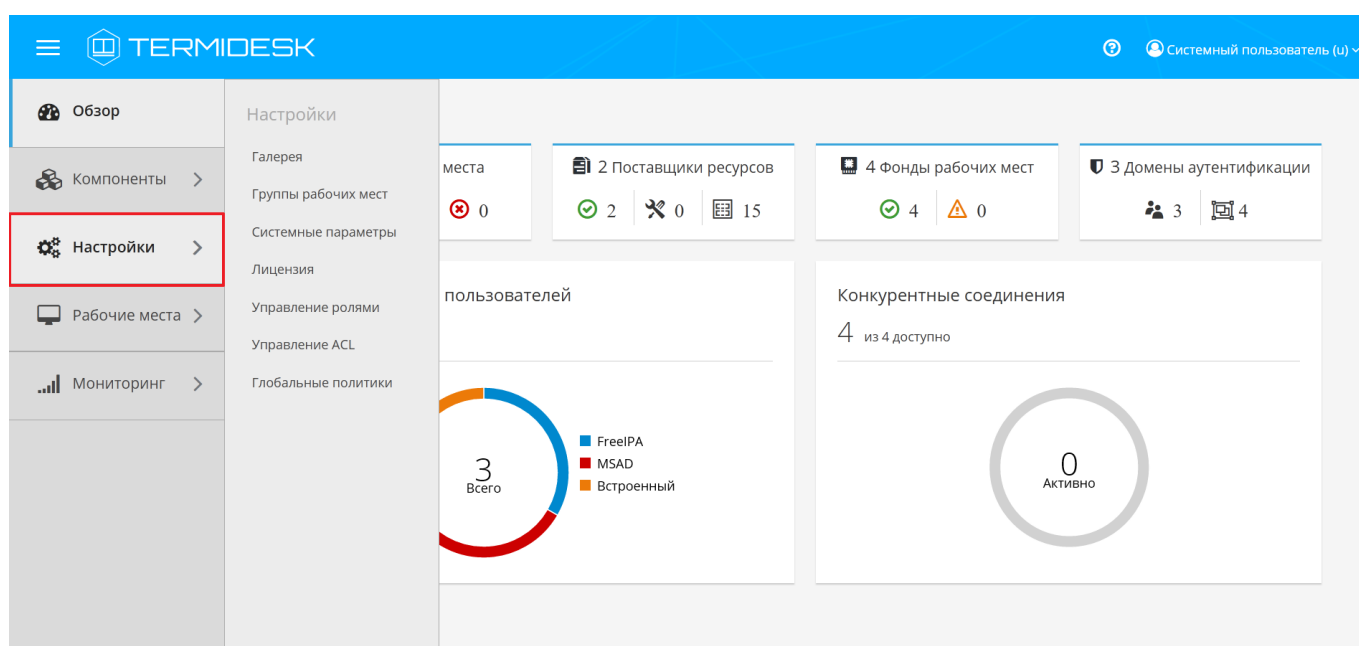 TERMIDESK
Системный пользователь (u)
Обзор
Компоненты
Настройки
Рабочие места
Мониторинг
Настройки
Галерея
Группы рабочих мест
Системные параметры
Лицензия
Управление ролями
Управление ACL
Глобальные политики
места
0
2 Поставщики ресурсов
2 0 15
4 Фонды рабочих мест
4 0
3 Домены аутентификации
3 4
пользователей
3
Всего
FreeIPA
MSAD
Встроенный
Конкурентные соединения
4 из 4 доступно
0
Активно